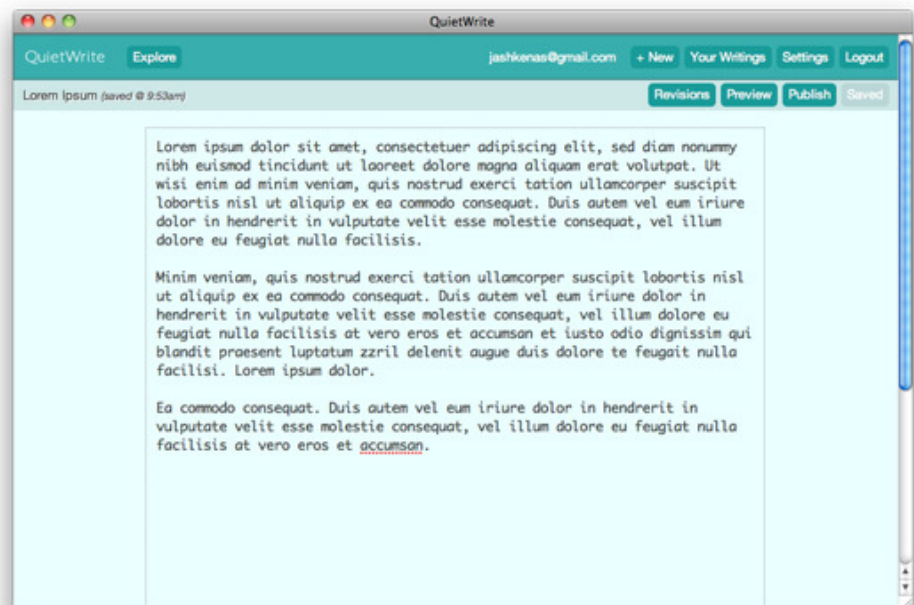 QuietWrite
QuietWrite Explore jashkenas@gmail.com + New Your Writings Settings Logout
Lorem Ipsum (saved @ 9:53am) Revisions Preview Publish Saved
Lorem ipsum dolor sit amet, consectetuer adipiscing elit, sed diam nonummy
nibh euismod tincidunt ut laoreet dolore magna aliquam erat volutpat. Ut
wisi enim ad minim veniam, quis nostrud exerci tation ullamcorper suscipit
lobortis nisl ut aliquip ex ea commodo consequat. Duis autem vel eum iriure
dolor in hendrerit in vulputate velit esse molestie consequat, vel illum
dolore eu feugiat nulla facilisis.
Minim veniam, quis nostrud exerci tation ullamcorper suscipit lobortis nisl
ut aliquip ex ea commodo consequat. Duis autem vel eum iriure dolor in
hendrerit in vulputate velit esse molestie consequat, vel illum dolore eu
feugiat nulla facilisis at vero eros et accumsan et iusto odio dignissim qui
blandit praesent luptatum zzril delenit augue duis dolore te feugait nulla
facilisi. Lorem ipsum dolor.
Ea commodo consequat. Duis autem vel eum iriure dolor in hendrerit in
vulputate velit esse molestie consequat, vel illum dolore eu feugiat nulla
facilisis at vero eros et accumsan.